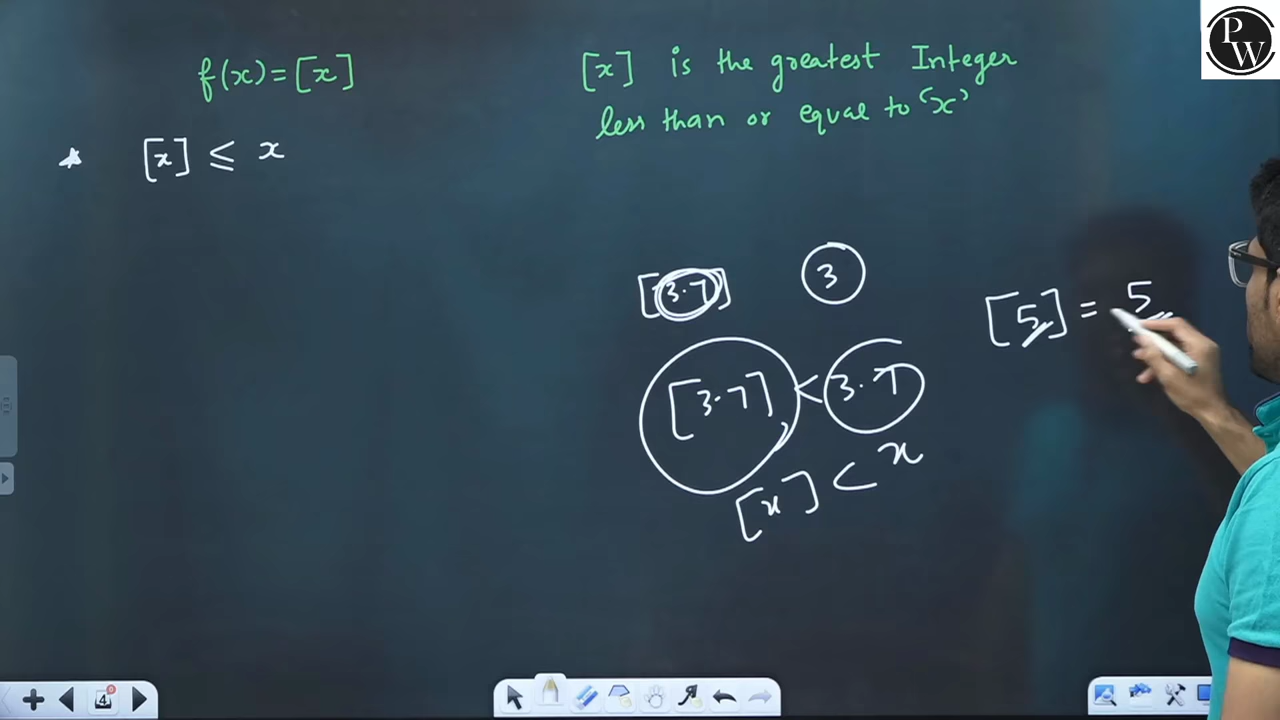 PW
f(x)=[x]
[x] is the greatest Integer
less than or equal to 'x'
[x] ≤ x
[3.7] 3
[5] = 5
[3.7] < 3.7
[x] < x
4